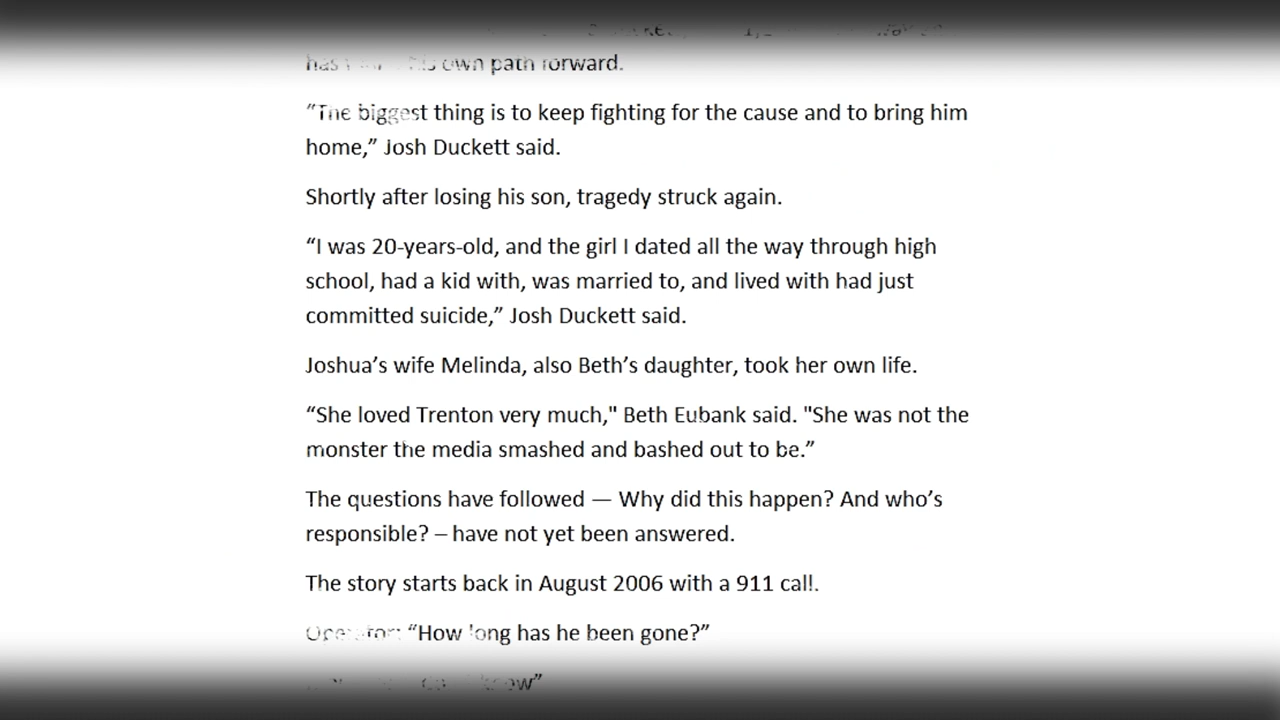 own path forward.
“The biggest thing is to keep fighting for the cause and to bring him
home,” Josh Duckett said.
Shortly after losing his son, tragedy struck again.
“I was 20-years-old, and the girl I dated all the way through high
school, had a kid with, was married to, and lived with had just
committed suicide,” Josh Duckett said.
Joshua’s wife Melinda, also Beth’s daughter, took her own life.
“She loved Trenton very much," Beth Eubank said. "She was not the
monster the media smashed and bashed out to be.”
The questions have followed — Why did this happen? And who’s
responsible? – have not yet been answered.
The story starts back in August 2006 with a 911 call.
Operator: “How long has he been gone?”